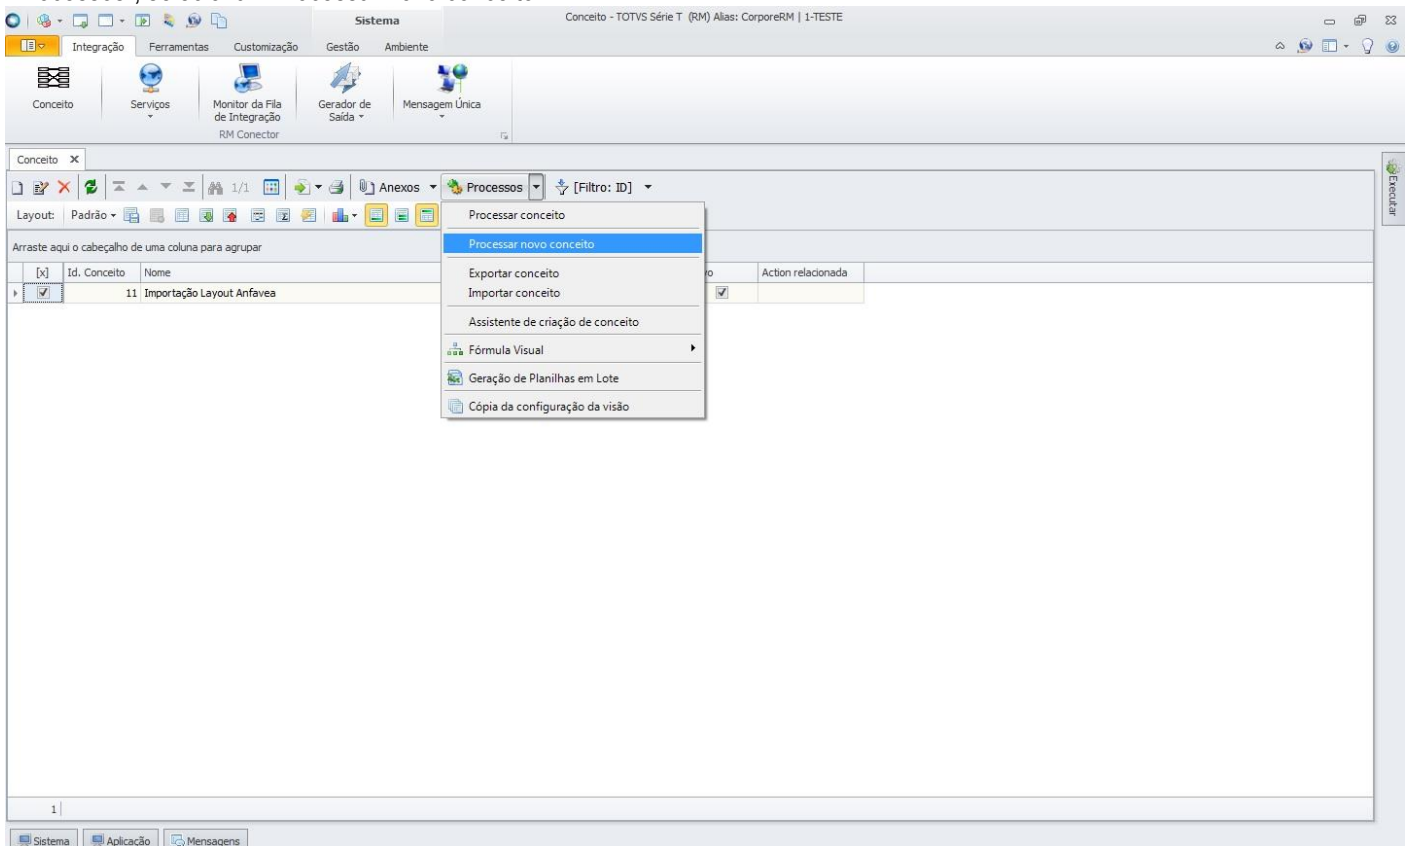 Sistema
Conceito - TOTVS Série T (RM) Alias: CorporeRM | 1-TESTE
Integração Ferramentas Customização Gestão Ambiente
Conceito
Serviços
Monitor da Fila
de Integração
Gerador de
Saída
Mensagem Única
RM Conector
Conceito
1/1 Anexos Processos [Filtro: ID]
Layout: Padrão
Processar conceito
Processar novo conceito
Exportar conceito
Importar conceito
Assistente de criação de conceito
Fórmula Visual
Geração de Planilhas em Lote
Cópia da configuração da visão
Arraste aqui o cabeçalho de uma coluna para agrupar
[x] Id. Conceito Nome Action relacionada
11 Importação Layout Anfavea
Executar
1
Sistema Aplicação Mensagens